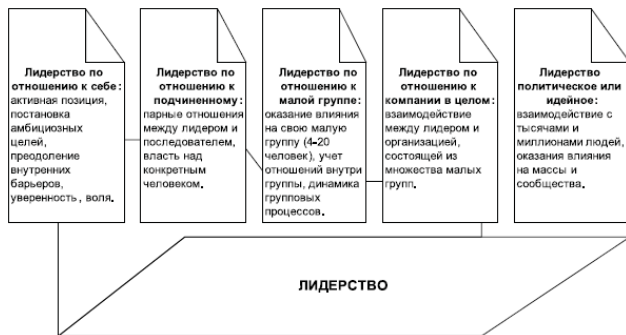 Лидерство по
отношению к себе:
активная позиция,
постановка
амбициозных
целей,
преодоление
внутренних
барьеров,
уверенность, воля.
Лидерство по
отношению к
подчиненному:
парные отношения
между лидером и
последователем,
власть над
конкретным
человеком.
Лидерство по
отношению к
малой группе:
оказание влияния
на свою малую
группу (4-20
человек), учет
отношений внутри
группы, динамика
групповых
процессов.
Лидерство по
отношению к
компании в целом:
взаимодействие
между лидером и
организацией,
состоящей из
множества малых
групп.
Лидерство
политическое или
идейное:
взаимодействие с
тысячами и
миллионами людей,
оказания влияния
на массы и
сообщества.
ЛИДЕРСТВО